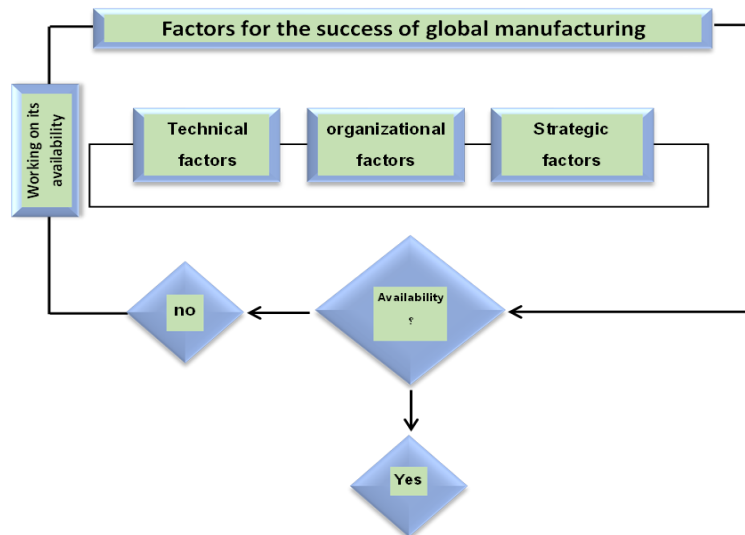 Factors for the success of global manufacturing
Working on its
availability
Technical
factors
organizational
factors
Strategic
factors
Availability
؟
no
Yes